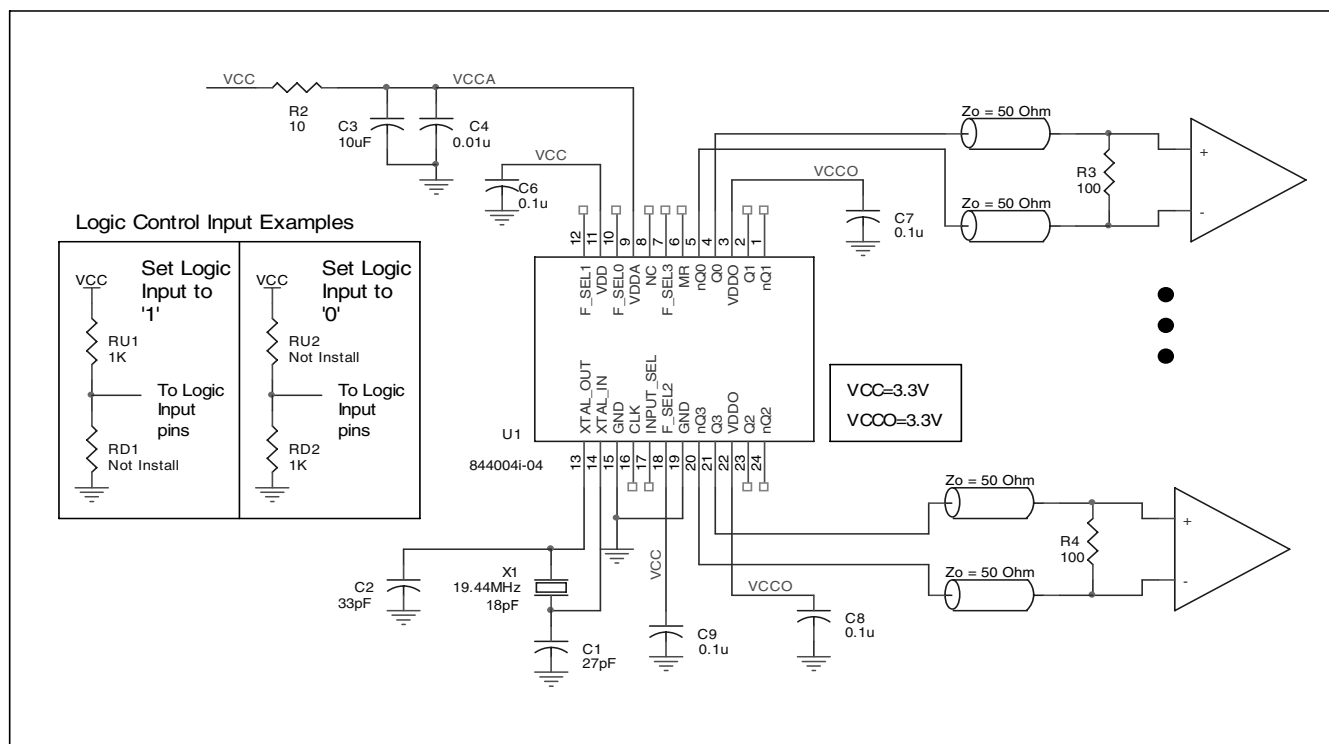 VCC
R2
10
VCCA
C3
10uF
C4
0.01u
VCC
C6
0.1u
VCCO
C7
0.1u
Zo = 50 Ohm
Zo = 50 Ohm
R3
100
+
-
12
11
10
9
8
7
6
5
4
3
2
1
F_SEL1
VDD
F_SEL0
VDDA
NC
F_SEL3
MR
nQ0
Q0
VDDO
Q1
nQ1
Logic Control Input Examples
VCC
Set Logic
Input to
'1'
RU1
1K
To Logic
Input
pins
RD1
Not Install
VCC
Set Logic
Input to
'0'
RU2
Not Install
To Logic
Input
pins
RD2
1K
XTAL_OUT
XTAL_IN
GND
CLK
INPUT_SEL
F_SEL2
GND
nQ3
Q3
VDDO
Q2
nQ2
U1
844004i-04
13
14
15
16
17
18
19
20
21
22
23
24
VCC=3.3V
VCCO=3.3V
C2
33pF
X1
19.44MHz
18pF
C1
27pF
VCC
C9
0.1u
VCCO
C8
0.1u
Zo = 50 Ohm
Zo = 50 Ohm
R4
100
+
-